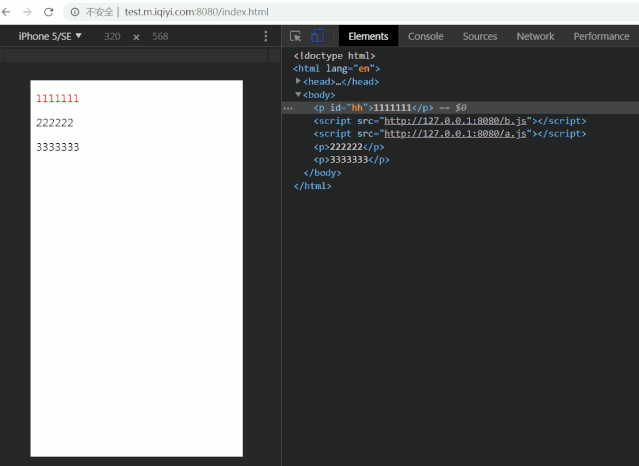 不安全 | test.m.iqiyi.com:8080/index.html
iPhone 5/SE ▼ 320 × 568
Elements Console Sources Network Performance
1111111
222222
3333333
<!doctype html>
<html lang="en">
▶<head>…</head>
▼<body>
<p id="hh">1111111</p> == $0
<script src="http://127.0.0.1:8080/b.js"></script>
<script src="http://127.0.0.1:8080/a.js"></script>
<p>222222</p>
<p>3333333</p>
</body>
</html>